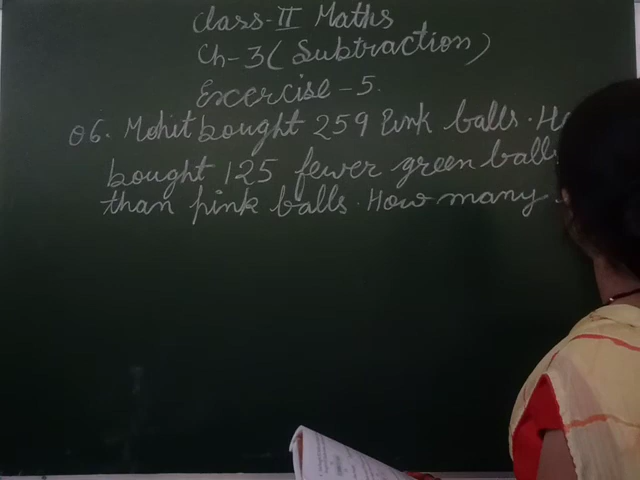 Class-II Maths
Ch-3 (Subtraction)
Excercise-5.
Q6. Mohit bought 259 Pink balls. He
bought 125 fewer green balls
than pink balls. How many